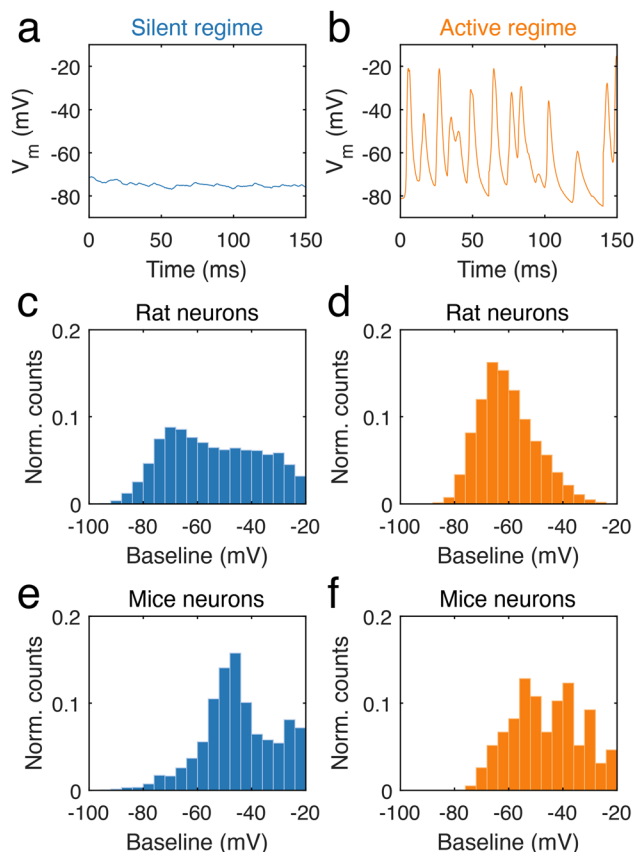 a Silent regime
b Active regime
-20
-40
-60
-80
V_m (mV)
0 50 100 150
Time (ms)
-20
-40
-60
-80
V_m (mV)
0 50 100 150
Time (ms)
c Rat neurons
0.2
0.1
0
Norm. counts
-100 -80 -60 -40 -20
Baseline (mV)
d Rat neurons
0.2
0.1
0
Norm. counts
-100 -80 -60 -40 -20
Baseline (mV)
e Mice neurons
0.2
0.1
0
Norm. counts
-100 -80 -60 -40 -20
Baseline (mV)
f Mice neurons
0.2
0.1
0
Norm. counts
-100 -80 -60 -40 -20
Baseline (mV)